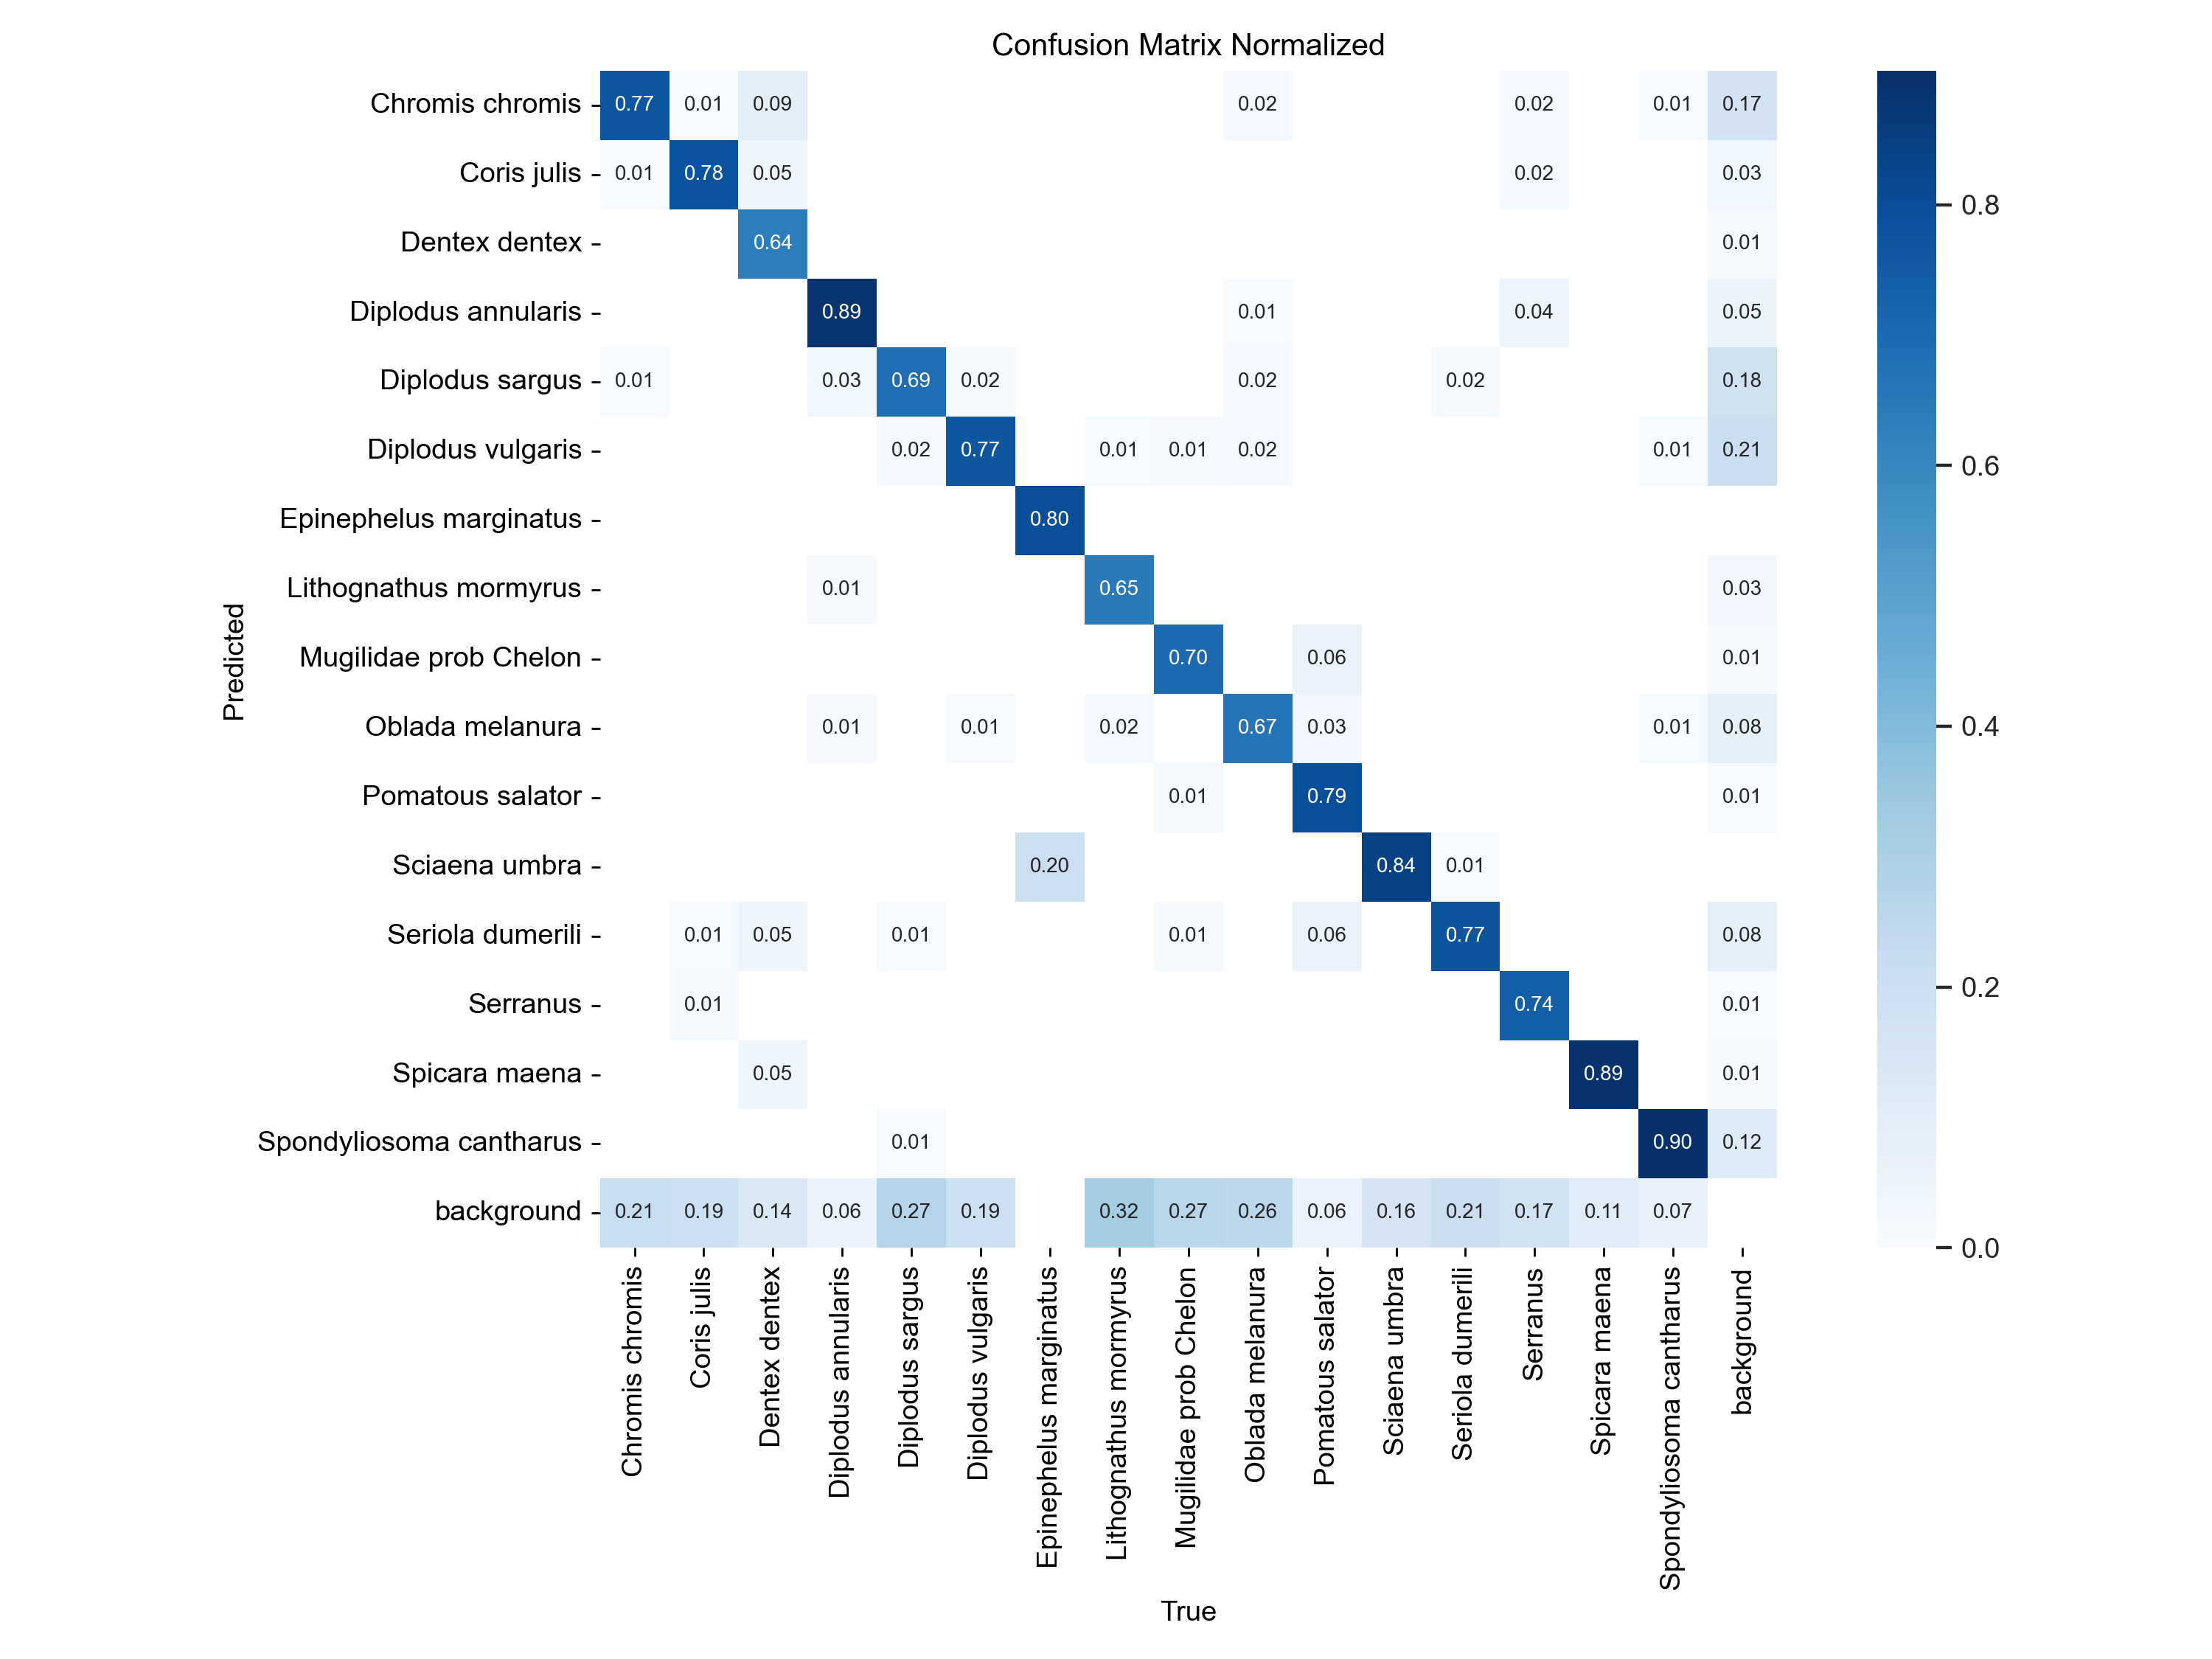 Confusion Matrix Normalized
Chromis chromis 0.77 0.01 0.09 0.02 0.02 0.01 0.17
Coris julis 0.01 0.78 0.05 0.02 0.03
Dentex dentex 0.64 0.01
Diplodus annularis 0.89 0.01 0.04 0.05
Diplodus sargus 0.01 0.03 0.69 0.02 0.02 0.02 0.18
Diplodus vulgaris 0.02 0.77 0.01 0.01 0.02 0.01 0.21
Epinephelus marginatus 0.80
Lithognathus mormyrus 0.01 0.65 0.03
Mugilidae prob Chelon 0.70 0.06 0.01
Oblada melanura 0.01 0.01 0.02 0.67 0.03 0.01 0.08
Pomatous salator 0.01 0.79 0.01
Sciaena umbra 0.20 0.84 0.01
Seriola dumerili 0.01 0.05 0.01 0.01 0.06 0.77 0.08
Serranus 0.01 0.74 0.01
Spicara maena 0.05 0.89 0.01
Spondyliosoma cantharus 0.01 0.90 0.12
background 0.21 0.19 0.14 0.06 0.27 0.19 0.32 0.27 0.26 0.06 0.16 0.21 0.17 0.11 0.07
Predicted
Chromis chromis
Coris julis
Dentex dentex
Diplodus annularis
Diplodus sargus
Diplodus vulgaris
Epinephelus marginatus
Lithognathus mormyrus
Mugilidae prob Chelon
Oblada melanura
Pomatous salator
Sciaena umbra
Seriola dumerili
Serranus
Spicara maena
Spondyliosoma cantharus
background
True
0.8
0.6
0.4
0.2
0.0